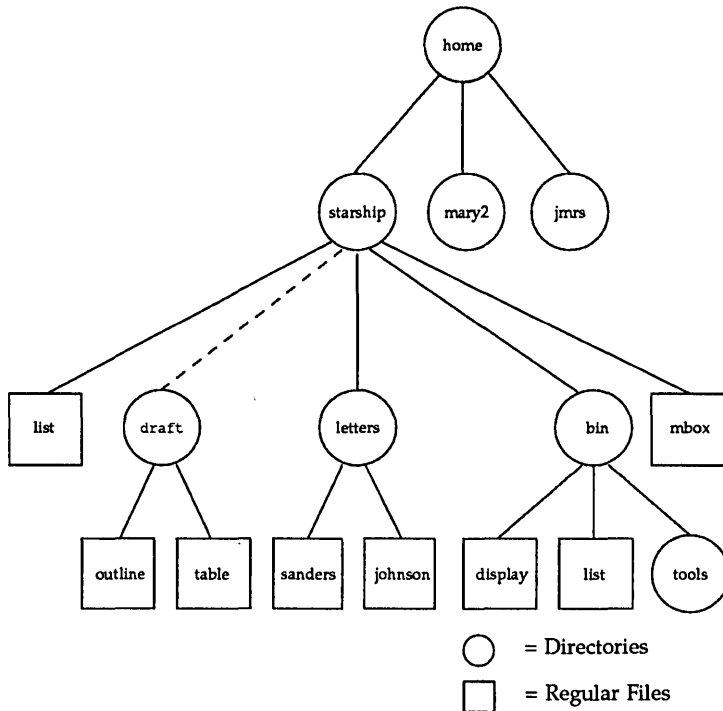 home
starship
mary2
jmrs
list
draft
letters
bin
mbox
outline
table
sanders
johnson
display
list
tools
= Directories
= Regular Files